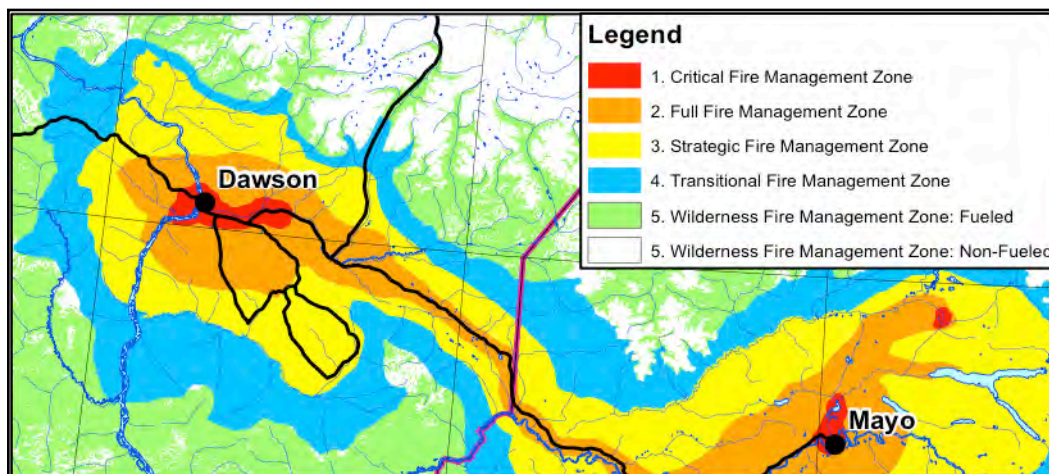 Legend
1. Critical Fire Management Zone
2. Full Fire Management Zone
3. Strategic Fire Management Zone
4. Transitional Fire Management Zone
5. Wilderness Fire Management Zone: Fueled
5. Wilderness Fire Management Zone: Non-Fueled
Dawson
Mayo